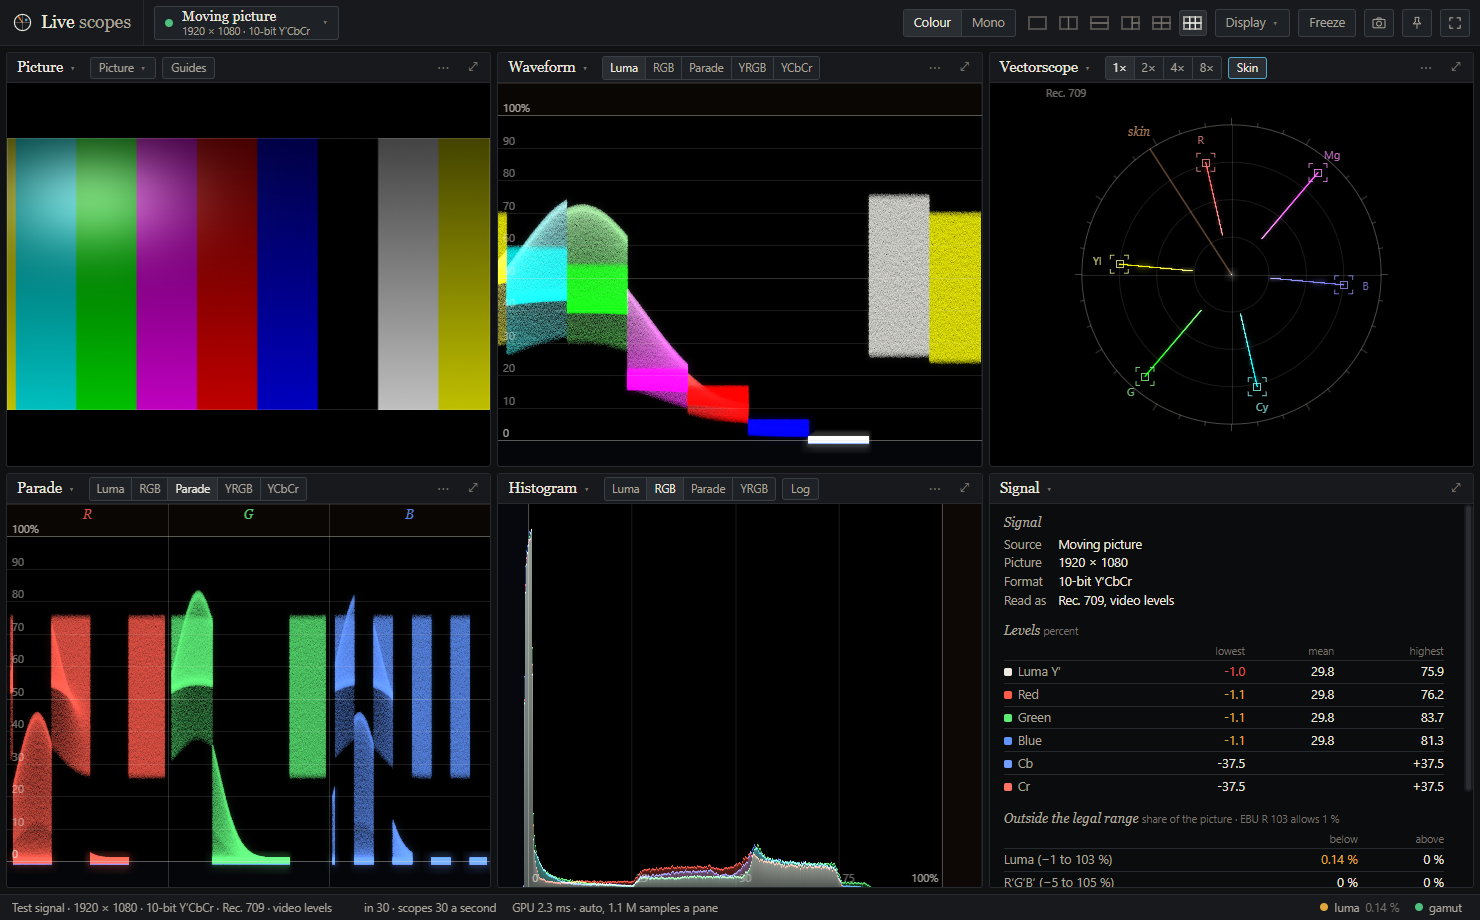 Live scopes
Moving picture
1920 × 1080 · 10-bit Y'CbCr
Colour Mono
Display
Freeze
Picture Picture Guides
Waveform Luma RGB Parade YRGB YCbCr
100%
90
80
70
60
30
20
10
0
Vectorscope 1× 2× 4× 8× Skin
Rec. 709
skin
R
Mg
Yl
B
G
Cy
Parade Luma RGB Parade YRGB YCbCr
R G B
100%
90
80
70
60
50
40
30
20
10
0
Histogram Luma RGB Parade YRGB Log
0 75 100%
Signal
Signal
Source Moving picture
Picture 1920 × 1080
Format 10-bit Y'CbCr
Read as Rec. 709, video levels
Levels percent
lowest mean highest
Luma Y' -1.0 29.8 75.9
Red -1.1 29.8 76.2
Green -1.1 29.8 83.7
Blue -1.1 29.8 81.3
Cb -37.5 +37.5
Cr -37.5 +37.5
Outside the legal range share of the picture · EBU R 103 allows 1 %
below above
Luma (−1 to 103 %) 0.14 % 0 %
R'G'B' (−5 to 105 %) 0 % 0 %
Test signal · 1920 × 1080 · 10-bit Y'CbCr · Rec. 709 · video levels in 30 · scopes 30 a second GPU 2.3 ms · auto, 1.1 M samples a pane luma 0.14 % gamut